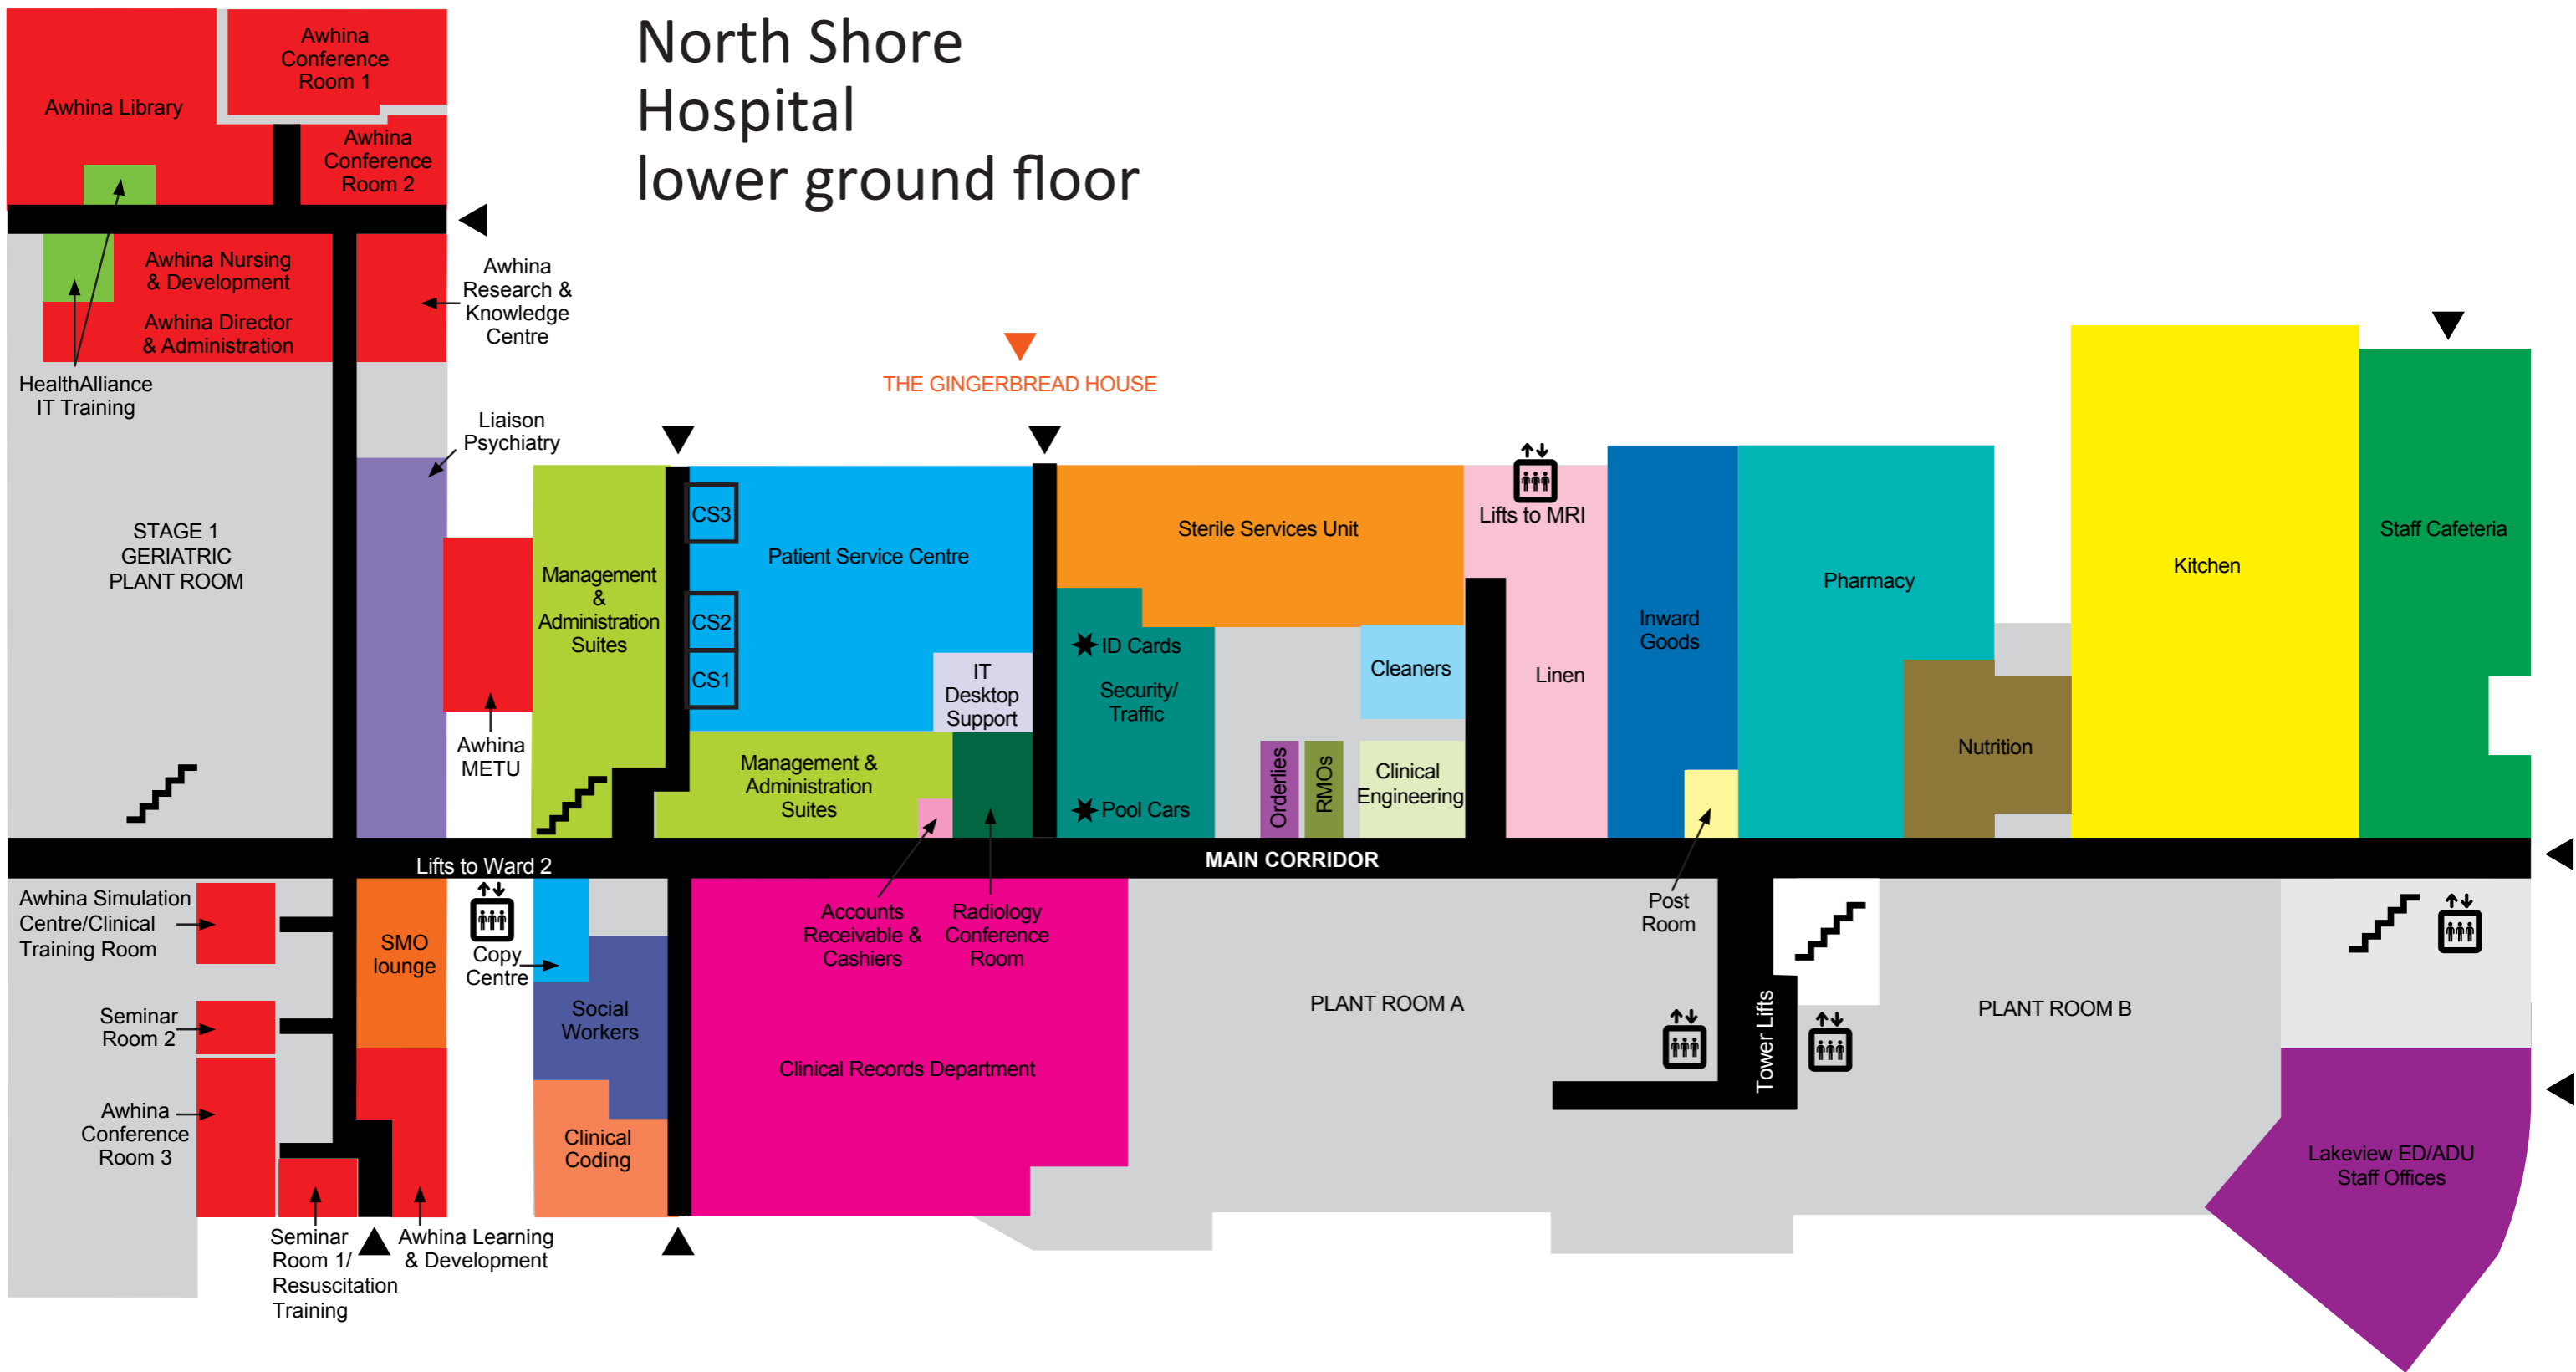 North Shore
Hospital
lower ground floor
Awhina
Conference
Room 1
Awhina Library
Awhina
Conference
Room 2
Awhina Nursing
& Development
Awhina Director
& Administration
Awhina
Research &
Knowledge
Centre
HealthAlliance
IT Training
THE GINGERBREAD HOUSE
Liaison
Psychiatry
STAGE 1
GERIATRIC
PLANT ROOM
Awhina
METU
Management
&
Administration
Suites
CS3
CS2
CS1
Patient Service Centre
IT
Desktop
Support
Management &
Administration
Suites
Sterile Services Unit
ID Cards
Security/
Traffic
Pool Cars
Cleaners
Orderlies
RMOs
Clinical
Engineering
Lifts to MRI
Linen
Inward
Goods
Pharmacy
Nutrition
Kitchen
Staff Cafeteria
Lifts to Ward 2
MAIN CORRIDOR
Awhina Simulation
Centre/Clinical
Training Room
Seminar
Room 2
Awhina
Conference
Room 3
SMO
lounge
Copy
Centre
Social
Workers
Clinical
Coding
Accounts
Receivable &
Cashiers
Radiology
Conference
Room
Clinical Records Department
Post
Room
PLANT ROOM A
Tower Lifts
PLANT ROOM B
Lakeview ED/ADU
Staff Offices
Seminar
Room 1/
Resuscitation
Training
Awhina Learning
& Development